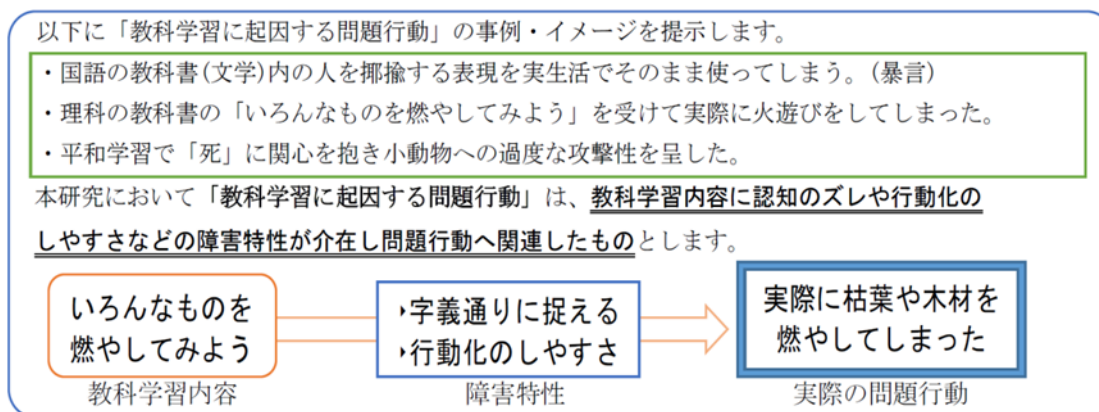 以下に「教科学習に起因する問題行動」の事例・イメージを提示します。
・国語の教科書(文学)内の人を揶揄する表現を実生活でそのまま使ってしまう。(暴言)
・理科の教科書の「いろんなものを燃やしてみよう」を受けて実際に火遊びをしてしまった。
・平和学習で「死」に関心を抱き小動物への過度な攻撃性を呈した。
本研究において「教科学習に起因する問題行動」は、教科学習内容に認知のズレや行動化の
しやすさなどの障害特性が介在し問題行動へ関連したものとします。
いろんなものを
燃やしてみよう
教科学習内容
▸字義通りに捉える
▸行動化のしやすさ
障害特性
実際に枯葉や木材を
燃やしてしまった
実際の問題行動